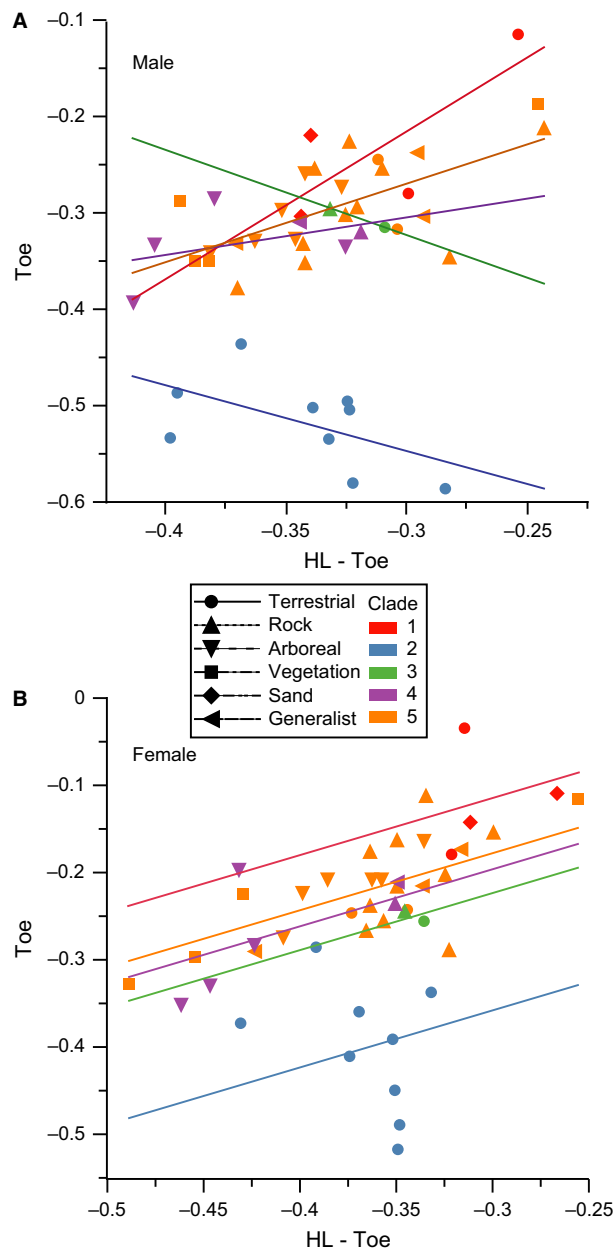 A
Male
–0.1
–0.2
–0.3
–0.4
–0.5
–0.6
Toe
–0.4
–0.35
–0.3
–0.25
HL - Toe
Terrestrial
Rock
Arboreal
Vegetation
Sand
Generalist
Clade
1
2
3
4
5
B
Female
0
–0.1
–0.2
–0.3
–0.4
–0.5
Toe
–0.5
–0.45
–0.4
–0.35
–0.3
–0.25
HL - Toe